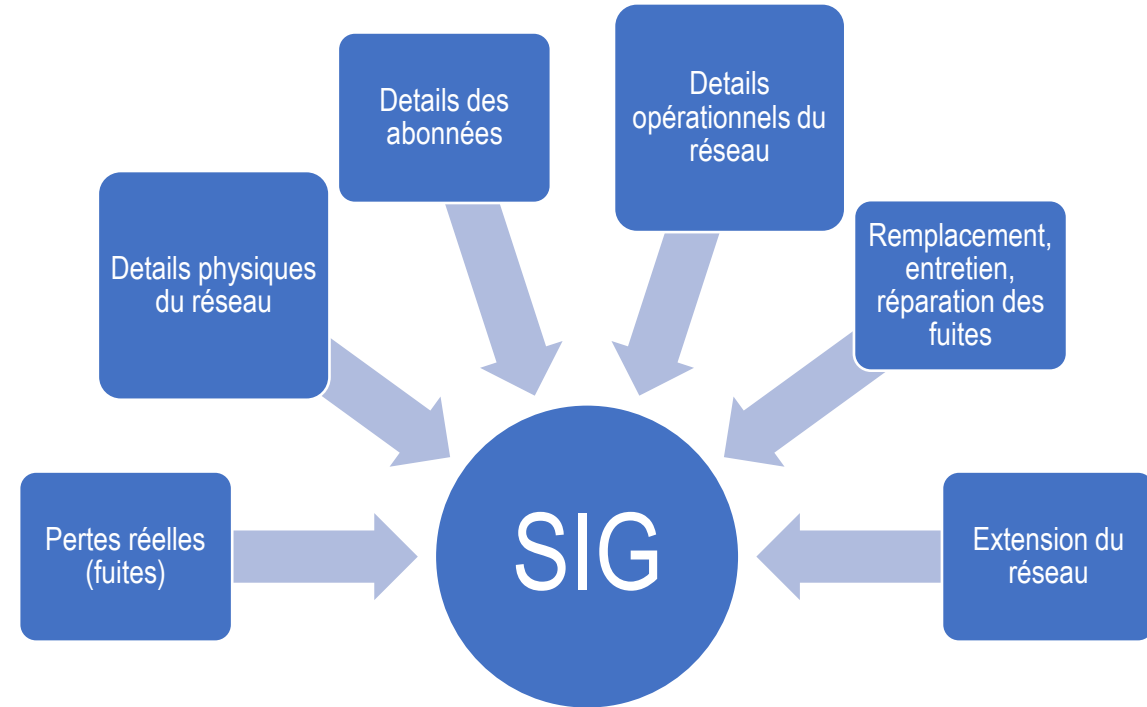 Details
opérationnels du
réseau
Details des
abonnées
Remplacement,
entretien,
réparation des
fuites
Details physiques
du réseau
Pertes réelles
(fuites)
SIG
Extension du
réseau